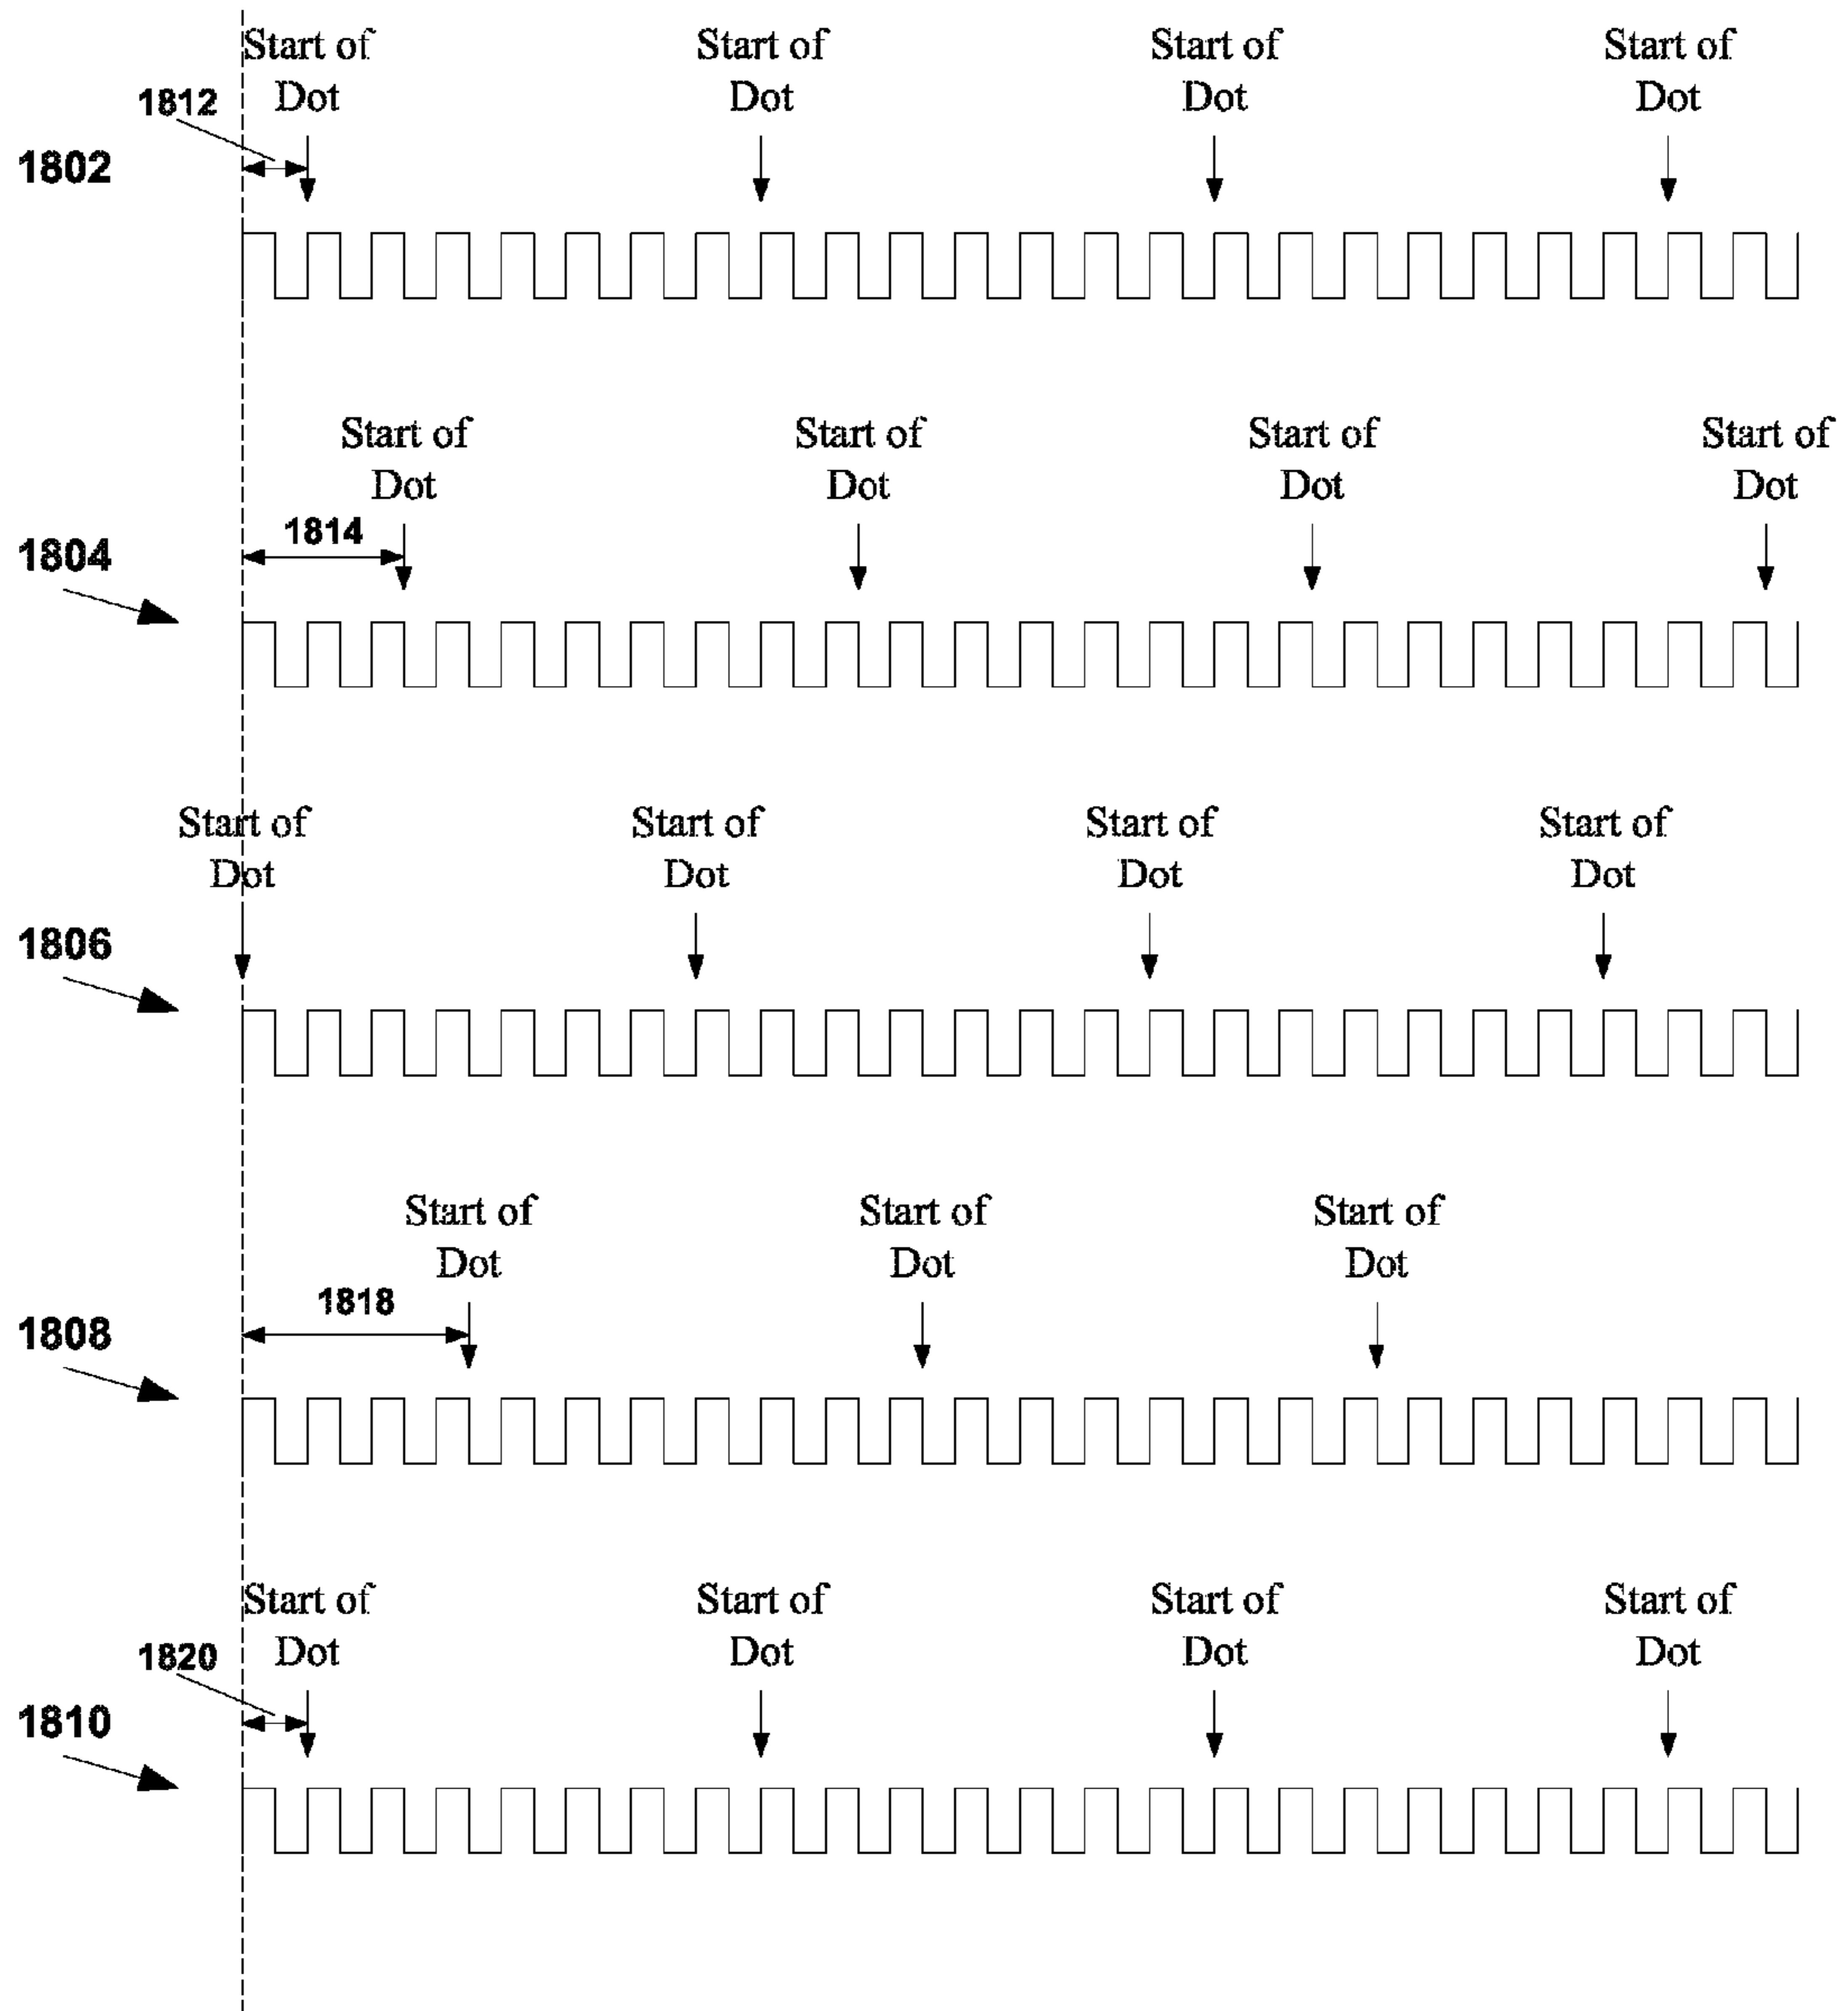 Start of Start of Start of Start of
1812 Dot Dot Dot Dot
1802
Start of Start of Start of Start of
Dot Dot Dot Dot
1814
1804
Start of Start of Start of Start of
Dot Dot Dot Dot
1806
Start of Start of Start of
Dot Dot Dot
1818
1808
Start of Start of Start of Start of
1820 Dot Dot Dot Dot
1810